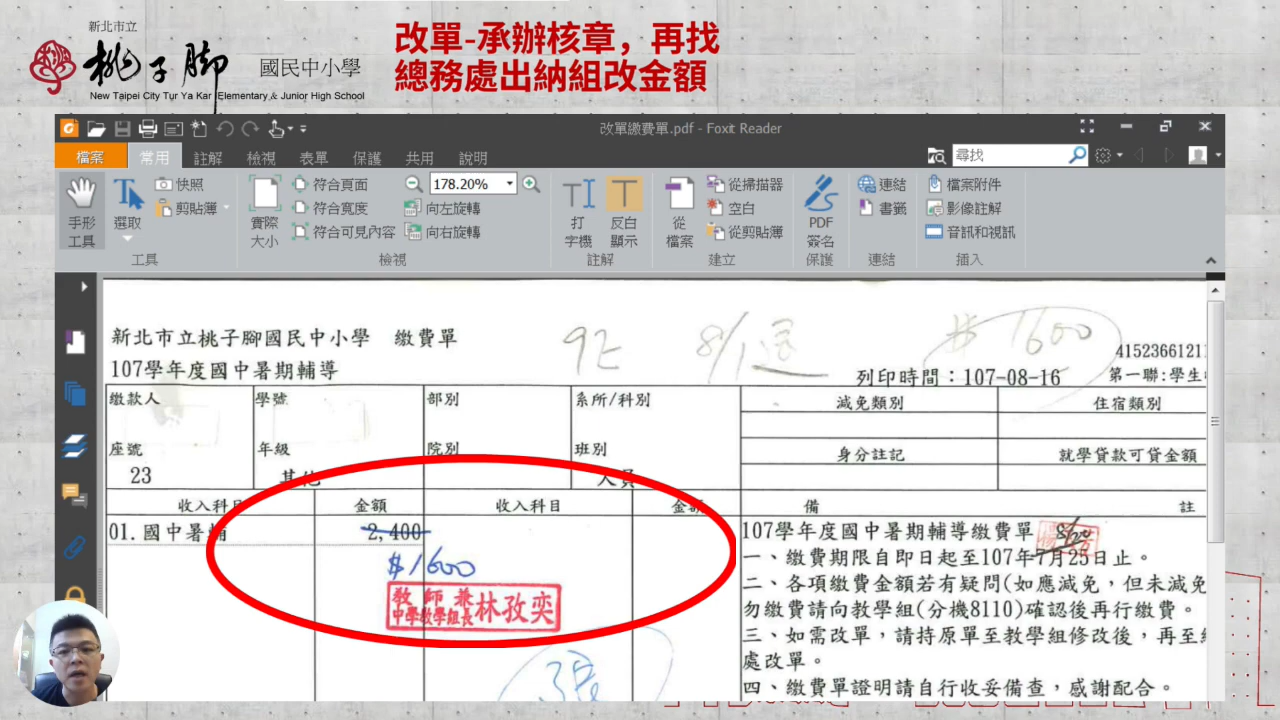 新北市立
桃子腳 國民中小學
New Taipei City Tur Ya Kar Elementary & Junior High School
改單-承辦核章，再找
總務處出納組改金額
改單繳費單.pdf - Foxit Reader
檔案 常用 註解 檢視 表單 保護 共用 說明 尋找
手形工具 選取 快照 剪貼簿
工具
實際大小 符合頁面 符合寬度 符合可見內容 178.20% 向左旋轉 向右旋轉
檢視
打字機 反白顯示
註解
從檔案 從掃描器 空白 從剪貼簿
建立
PDF簽名
保護
連結 書籤
連結
檔案附件 影像註解 音訊和視訊
插入
新北市立桃子腳國民中小學 繳費單
107學年度國中暑期輔導
$1600
41523661211
列印時間：107-08-16 第一聯:學生
繳款人 學號 部別 系所/科別 減免類別 住宿類別
座號 年級 院別 班別 身分註記 就學貸款可貸金額
23 其他 人員
收入科目 金額 收入科目 金額 備 註
01. 國中暑輔 2,400
$1600
教師兼
中學教學組長 林孜奕
107學年度國中暑期輔導繳費單
一、繳費期限自即日起至107年7月25日止。
8/20
二、各項繳費金額若有疑問(如應減免，但未減免
勿繳費請向教學組(分機8110)確認後再行繳費。
三、如需改單，請持原單至教學組修改後，再至
處改單。
四、繳費單證明請自行收妥備查，感謝配合。